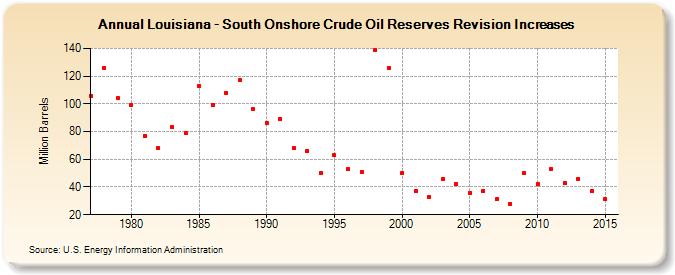 Annual Louisiana - South Onshore Crude Oil Reserves Revision Increases
Million Barrels
140
120
100
80
60
40
20
1980 1985 1990 1995 2000 2005 2010 2015
Source: U.S. Energy Information Administration